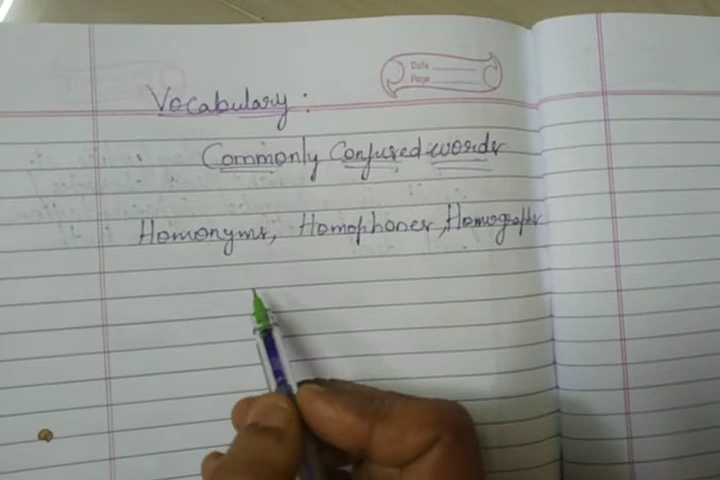 Date
Page
Vocabulary :
Commonly Confused words
Homonyms, Homophones, Homographs